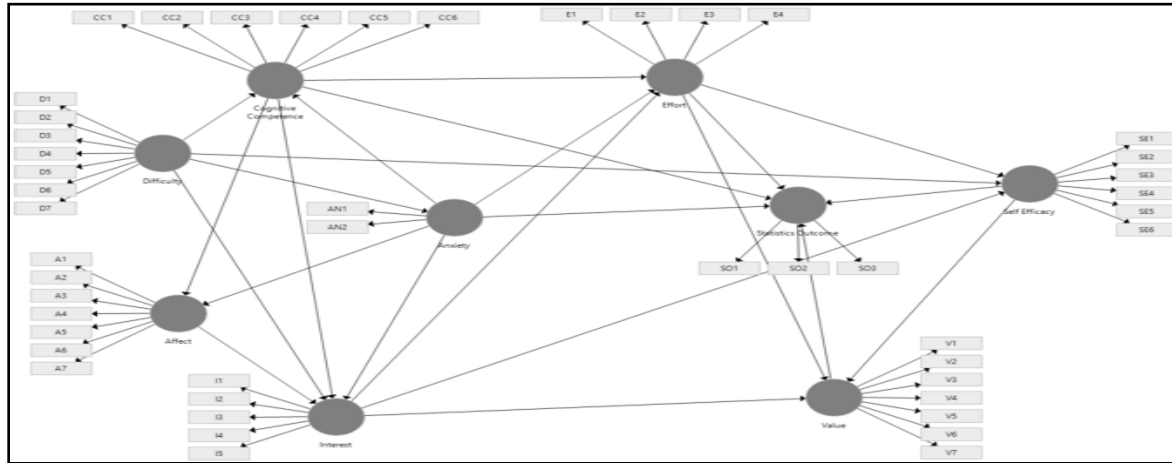 CC1 CC2 CC3 CC4 CC5 CC6
E1 E2 E3 E4
Cognitive
Competence
Effort
D1
D2
D3
D4
D5
D6
D7
Difficulty
SE1
SE2
SE3
SE4
SE5
SE6
Self Efficacy
AN1
AN2
Anxiety
Statistics Outcome
SO1 SO2 SO3
A1
A2
A3
A4
A5
A6
A7
Affect
I1
I2
I3
I4
I5
Interest
V1
V2
V3
V4
V5
V6
V7
Value